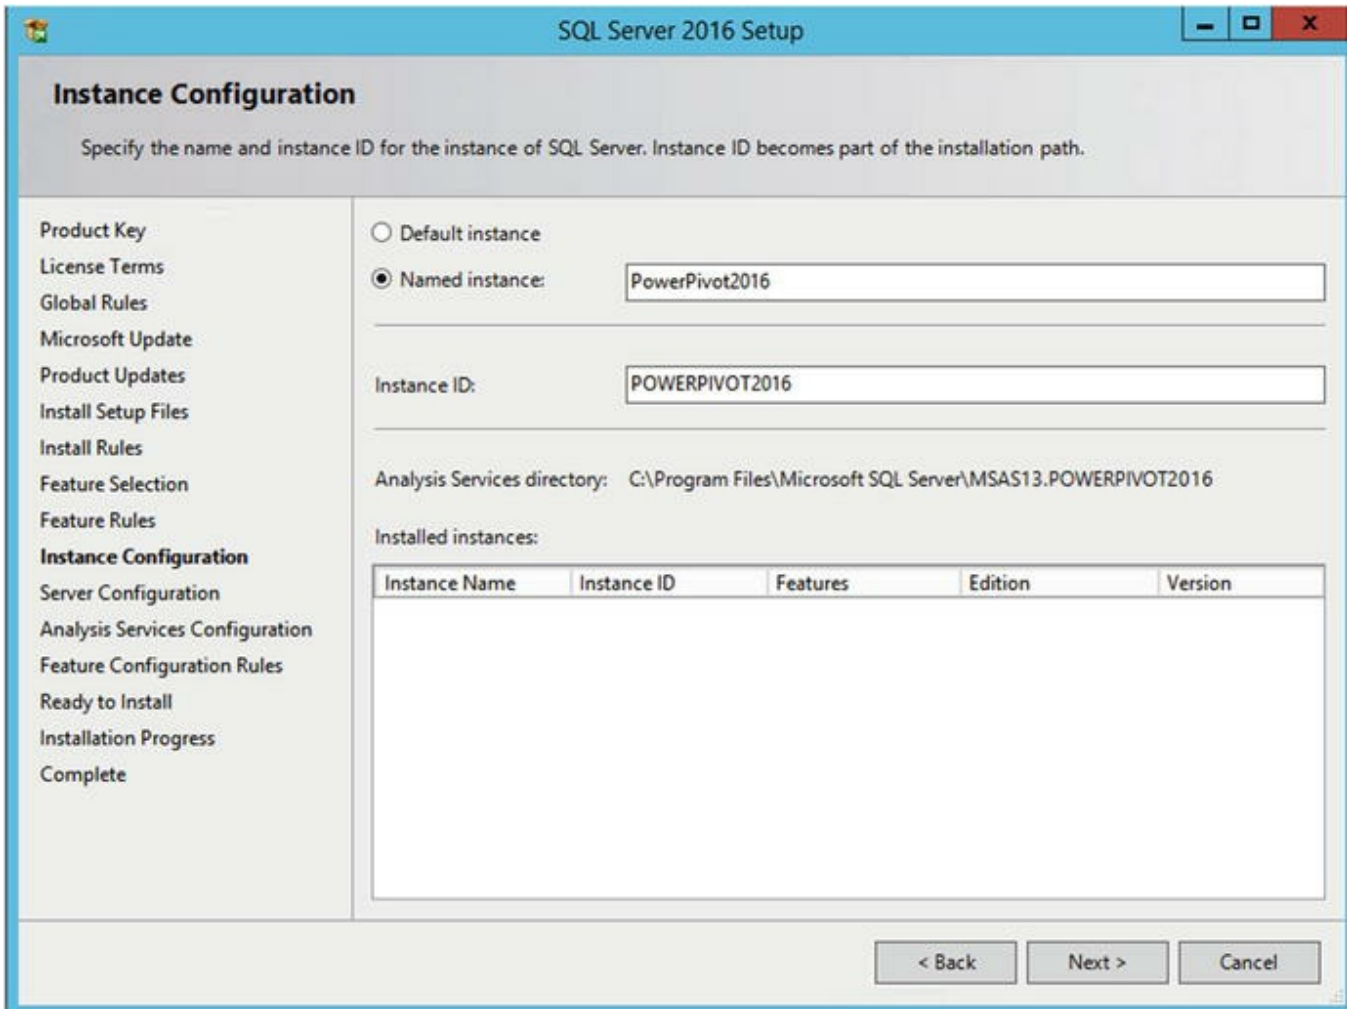 SQL Server 2016 Setup
Instance Configuration
Specify the name and instance ID for the instance of SQL Server. Instance ID becomes part of the installation path.
Product Key
License Terms
Global Rules
Microsoft Update
Product Updates
Install Setup Files
Install Rules
Feature Selection
Feature Rules
Instance Configuration
Server Configuration
Analysis Services Configuration
Feature Configuration Rules
Ready to Install
Installation Progress
Complete
Default instance
Named instance: PowerPivot2016
Instance ID: POWERPIVOT2016
Analysis Services directory: C:\Program Files\Microsoft SQL Server\MSAS13.POWERPIVOT2016
Installed instances:
Instance Name Instance ID Features Edition Version
< Back Next > Cancel